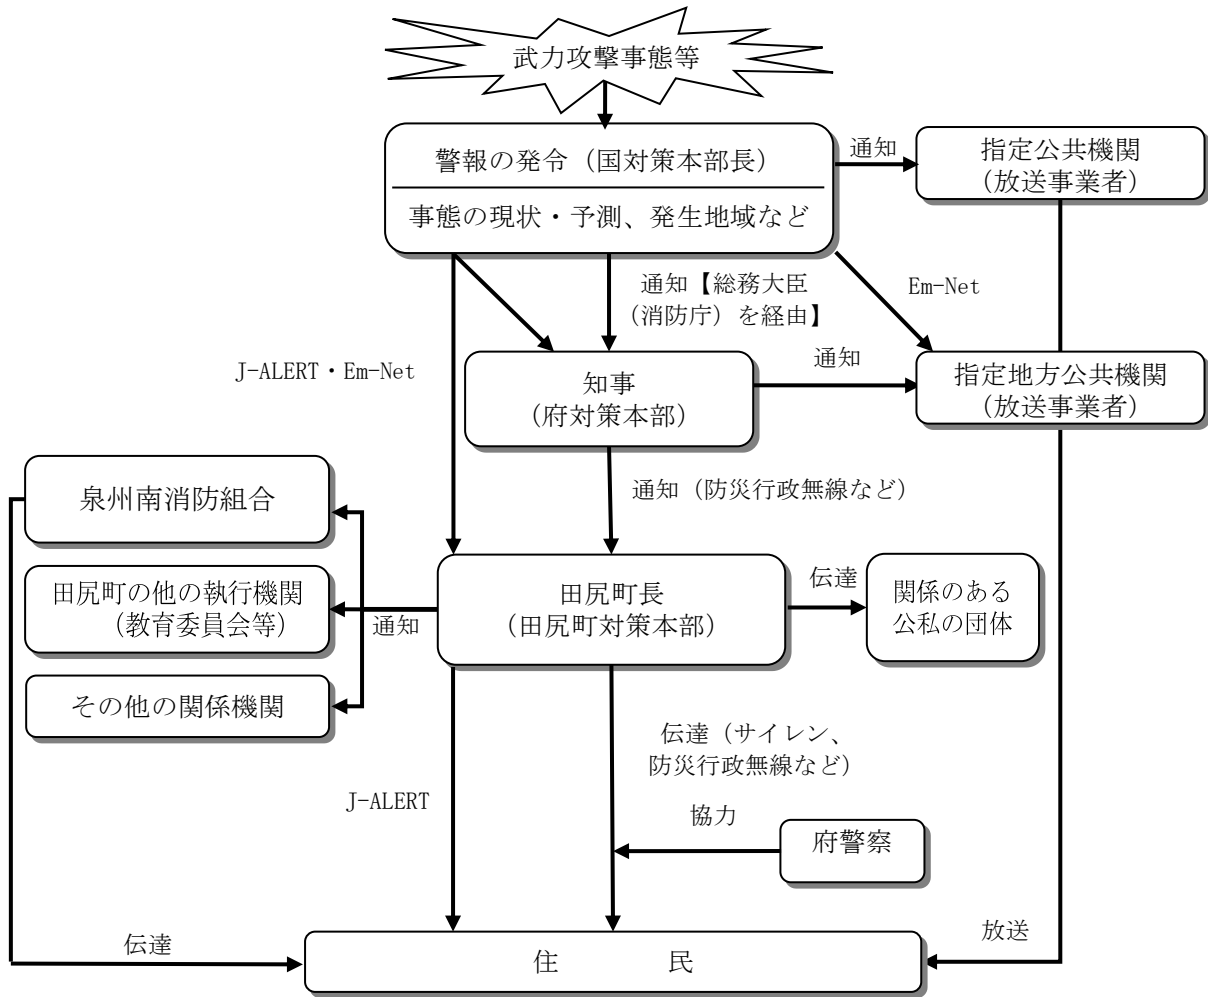 武力攻撃事態等
警報の発令（国対策本部長）
事態の現状・予測、発生地域など
通知
指定公共機関
（放送事業者）
通知【総務大臣
（消防庁）を経由】
Em-Net
J-ALERT・Em-Net
知事
（府対策本部）
通知
指定地方公共機関
（放送事業者）
通知（防災行政無線など）
泉州南消防組合
田尻町の他の執行機関
（教育委員会等）
その他の関係機関
通知
田尻町長
（田尻町対策本部）
伝達
関係のある
公私の団体
伝達（サイレン、
防災行政無線など）
J-ALERT
協力
府警察
伝達
住　　　　民
放送